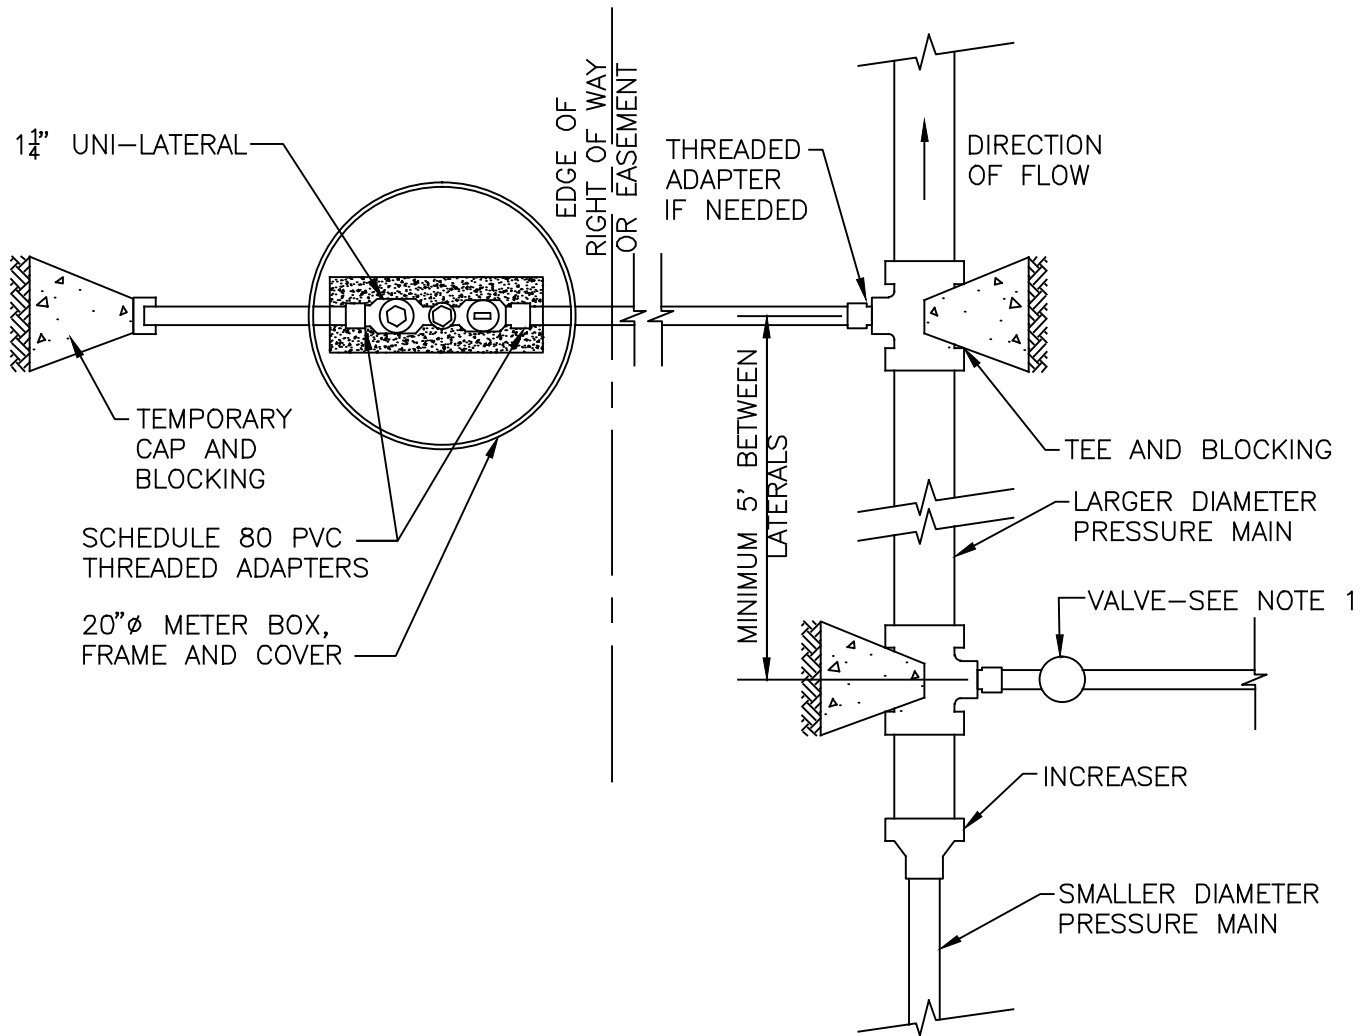 1 1/4" UNI-LATERAL
EDGE OF
RIGHT OF WAY
OR EASEMENT
THREADED
ADAPTER
IF NEEDED
DIRECTION
OF FLOW
TEMPORARY
CAP AND
BLOCKING
SCHEDULE 80 PVC
THREADED ADAPTERS
20"ø METER BOX,
FRAME AND COVER
MINIMUM 5' BETWEEN
LATERALS
TEE AND BLOCKING
LARGER DIAMETER
PRESSURE MAIN
VALVE-SEE NOTE 1
INCREASER
SMALLER DIAMETER
PRESSURE MAIN